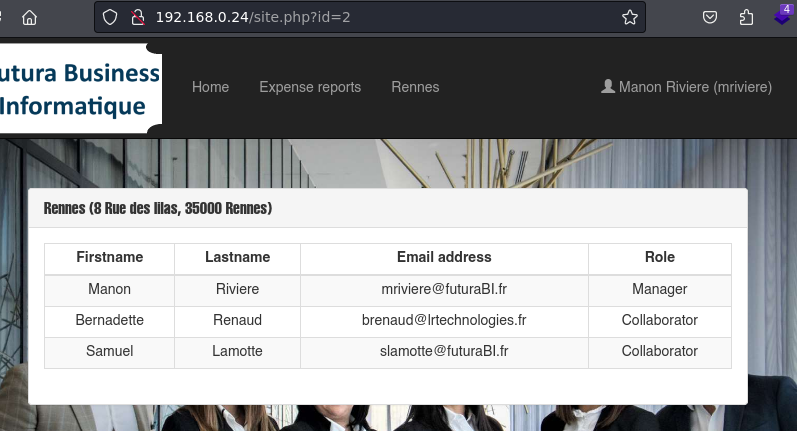 192.168.0.24/site.php?id=2
4
utura Business
Informatique
Home Expense reports Rennes Manon Riviere (mriviere)
Rennes (8 Rue des lilas, 35000 Rennes)
Firstname Lastname Email address Role
Manon Riviere mriviere@futuraBI.fr Manager
Bernadette Renaud brenaud@lrtechnologies.fr Collaborator
Samuel Lamotte slamotte@futuraBI.fr Collaborator